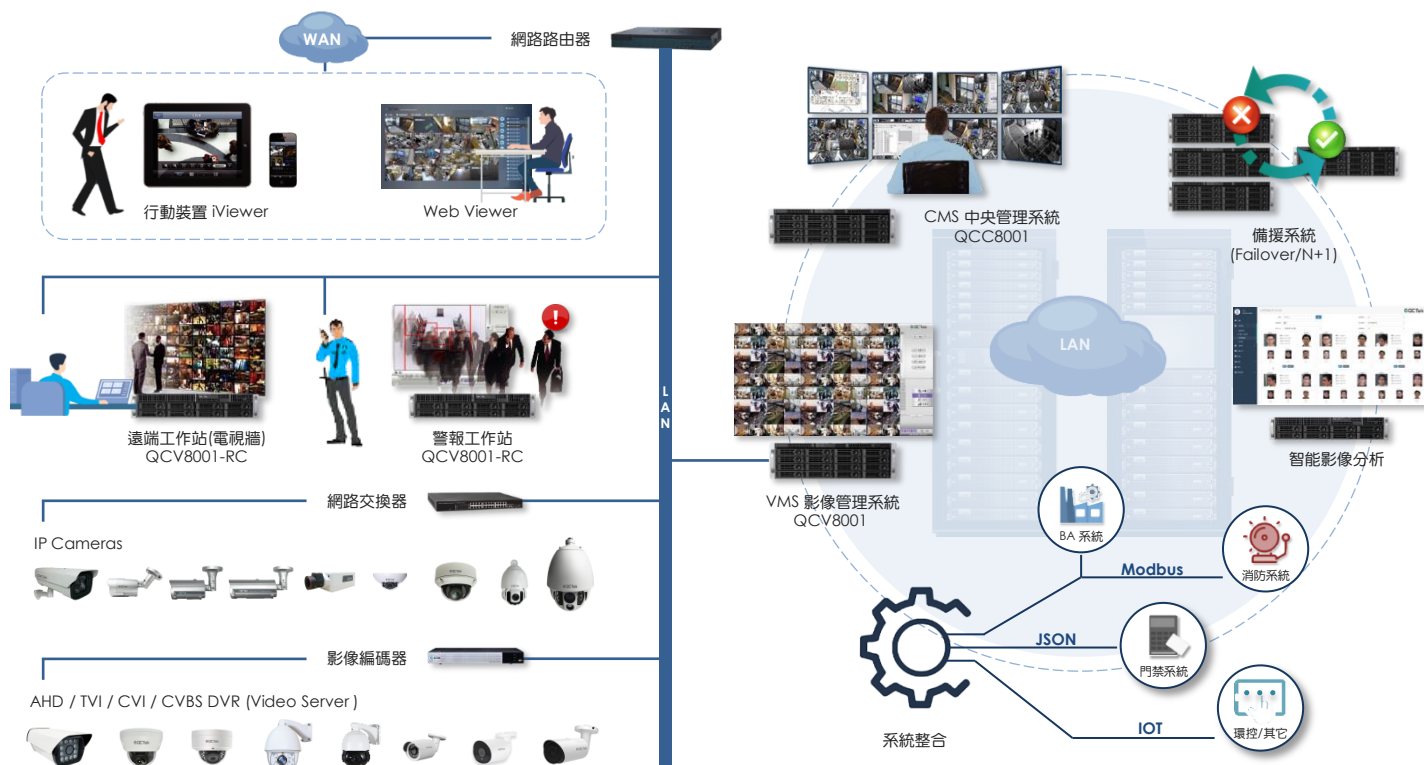 WAN
網路路由器
行動裝置 iViewer
Web Viewer
CMS 中央管理系統
QCC8001
備援系統
(Failover/N+1)
LAN
遠端工作站(電視牆)
QCV8001-RC
警報工作站
QCV8001-RC
LAN
VMS 影像管理系統
QCV8001
智能影像分析
網路交換器
IP Cameras
BA 系統
Modbus
消防系統
JSON
門禁系統
影像編碼器
AHD / TVI / CVI / CVBS DVR (Video Server )
系統整合
IOT
環控/其它